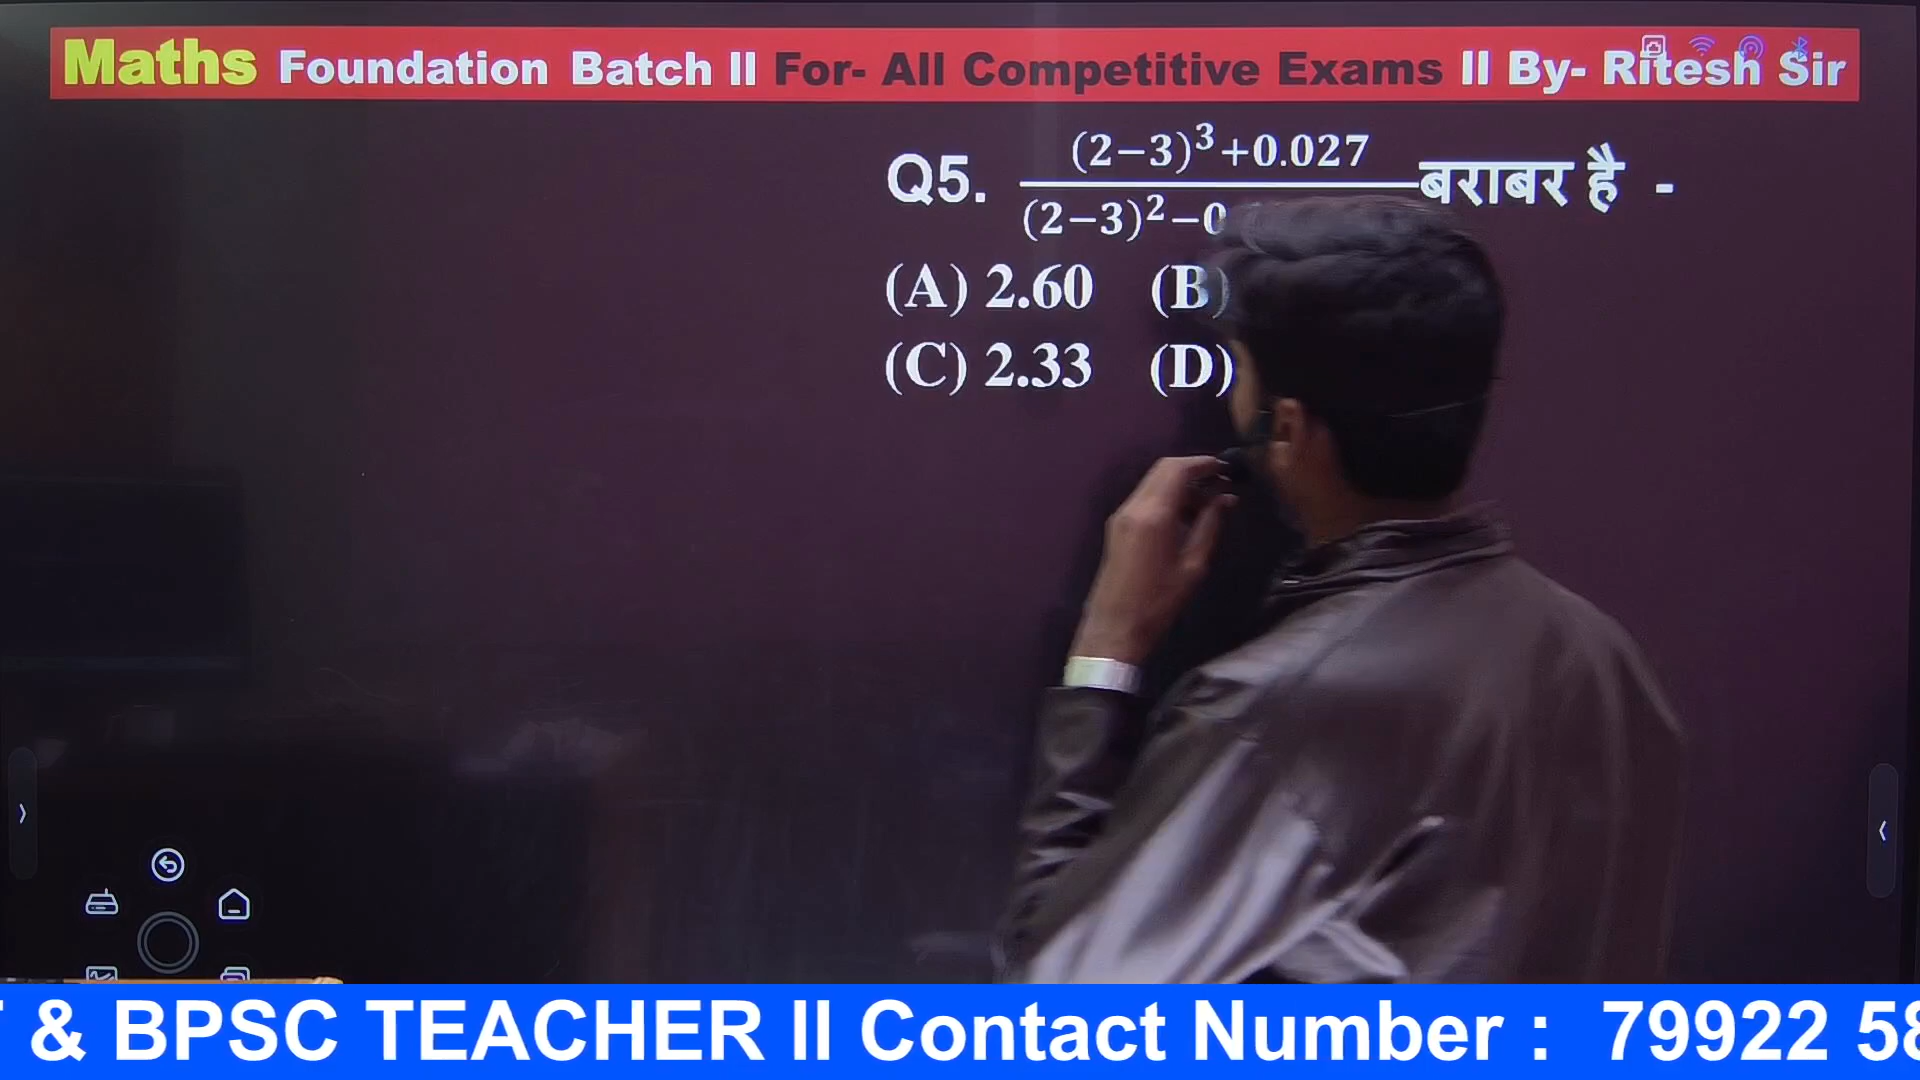 Maths Foundation Batch II For- All Competitive Exams II By- Ritesh Sir
Q5. (2−3)³+0.027 बराबर है -
(2−3)²−0
(A) 2.60 (B)
(C) 2.33 (D)
& BPSC TEACHER II Contact Number : 79922 58